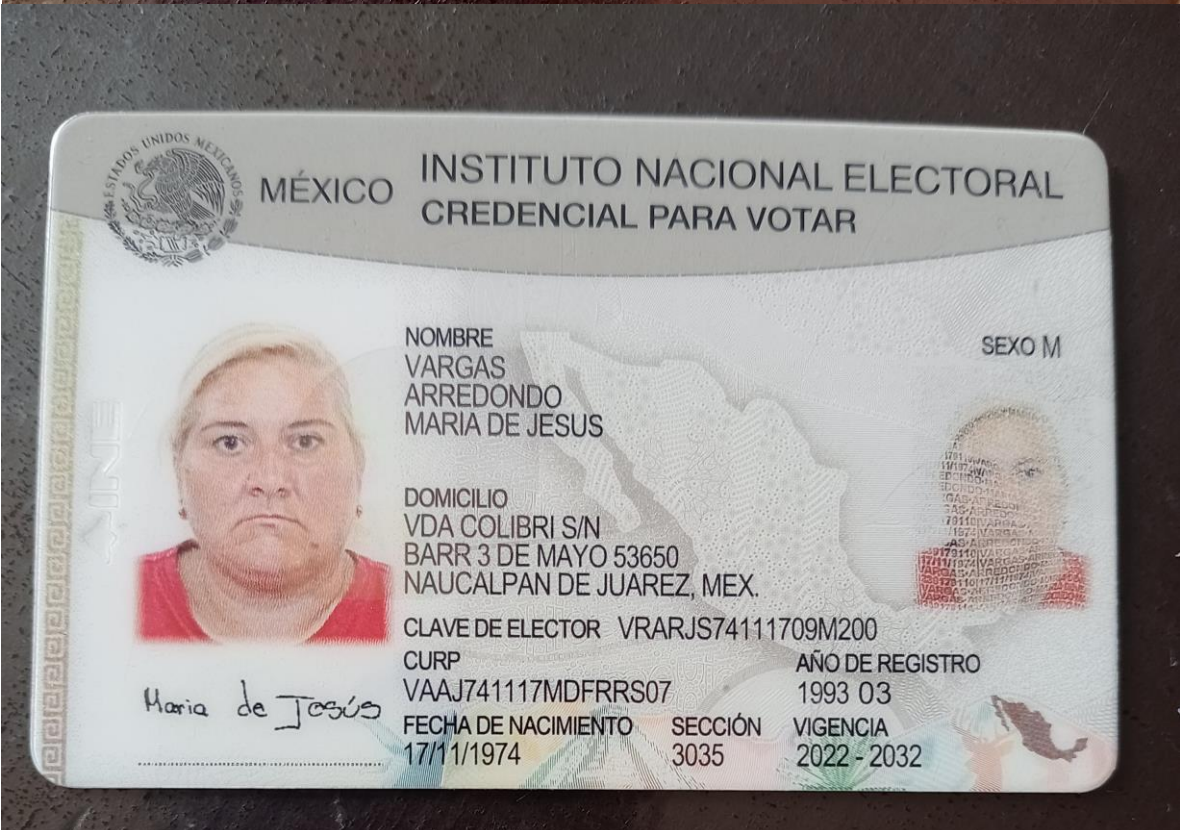 ESTADOS UNIDOS MEXICANOS
MÉXICO
INSTITUTO NACIONAL ELECTORAL
CREDENCIAL PARA VOTAR
NOMBRE
VARGAS
ARREDONDO
MARIA DE JESUS
SEXO M
DOMICILIO
VDA COLIBRI S/N
BARR 3 DE MAYO 53650
NAUCALPAN DE JUAREZ, MEX.
CLAVE DE ELECTOR VRARJS74111709M200
CURP
VAAJ741117MDFRRS07
AÑO DE REGISTRO
1993 03
FECHA DE NACIMIENTO
17/11/1974
SECCIÓN
3035
VIGENCIA
2022 - 2032
Maria de Jesús
INE